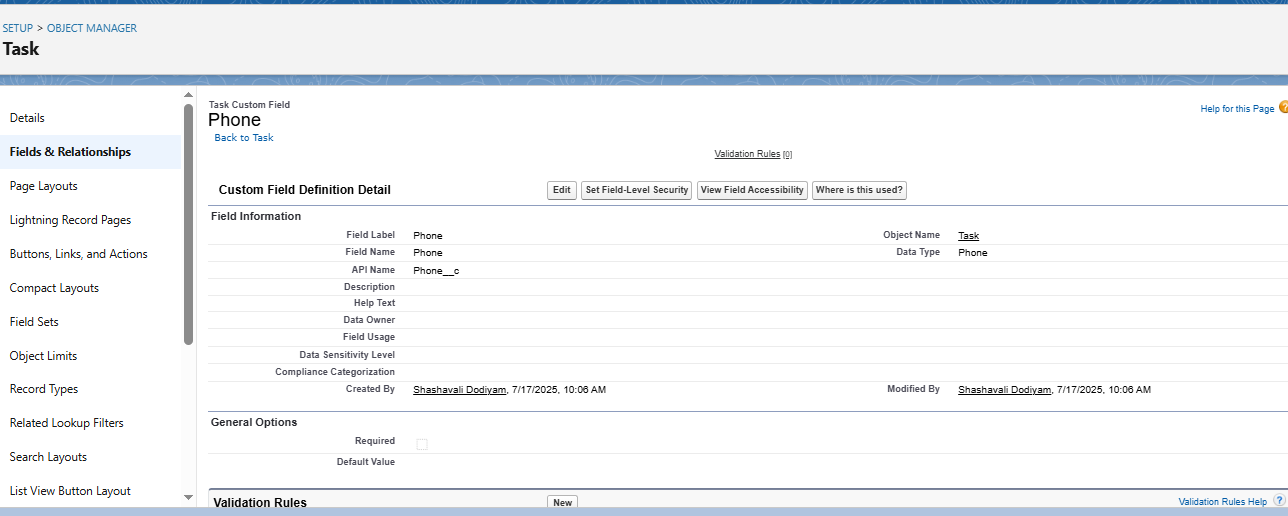 SETUP > OBJECT MANAGER
Task
Details
Fields & Relationships
Page Layouts
Lightning Record Pages
Buttons, Links, and Actions
Compact Layouts
Field Sets
Object Limits
Record Types
Related Lookup Filters
Search Layouts
List View Button Layout
Task Custom Field
Phone
Back to Task
Help for this Page ?
Validation Rules [0]
Custom Field Definition Detail Edit Set Field-Level Security View Field Accessibility Where is this used?
Field Information
Field Label Phone Object Name Task
Field Name Phone Data Type Phone
API Name Phone__c
Description
Help Text
Data Owner
Field Usage
Data Sensitivity Level
Compliance Categorization
Created By Shashavali Dodiyam, 7/17/2025, 10:06 AM Modified By Shashavali Dodiyam, 7/17/2025, 10:06 AM
General Options
Required
Default Value
Validation Rules New Validation Rules Help ?